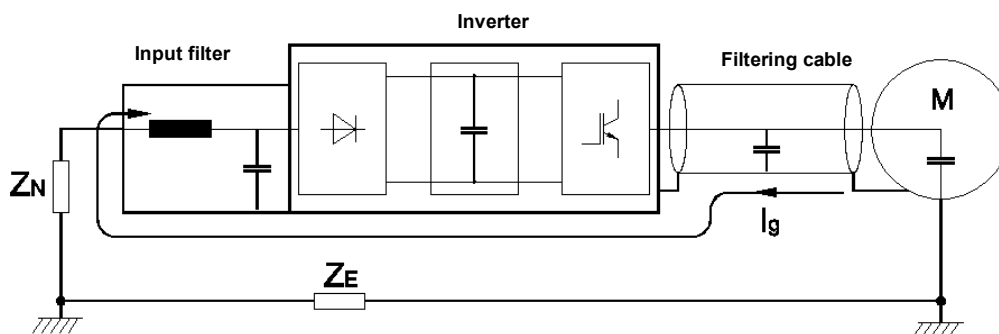 Inverter
Input filter
Filtering cable
M
ZN
Ig
ZE